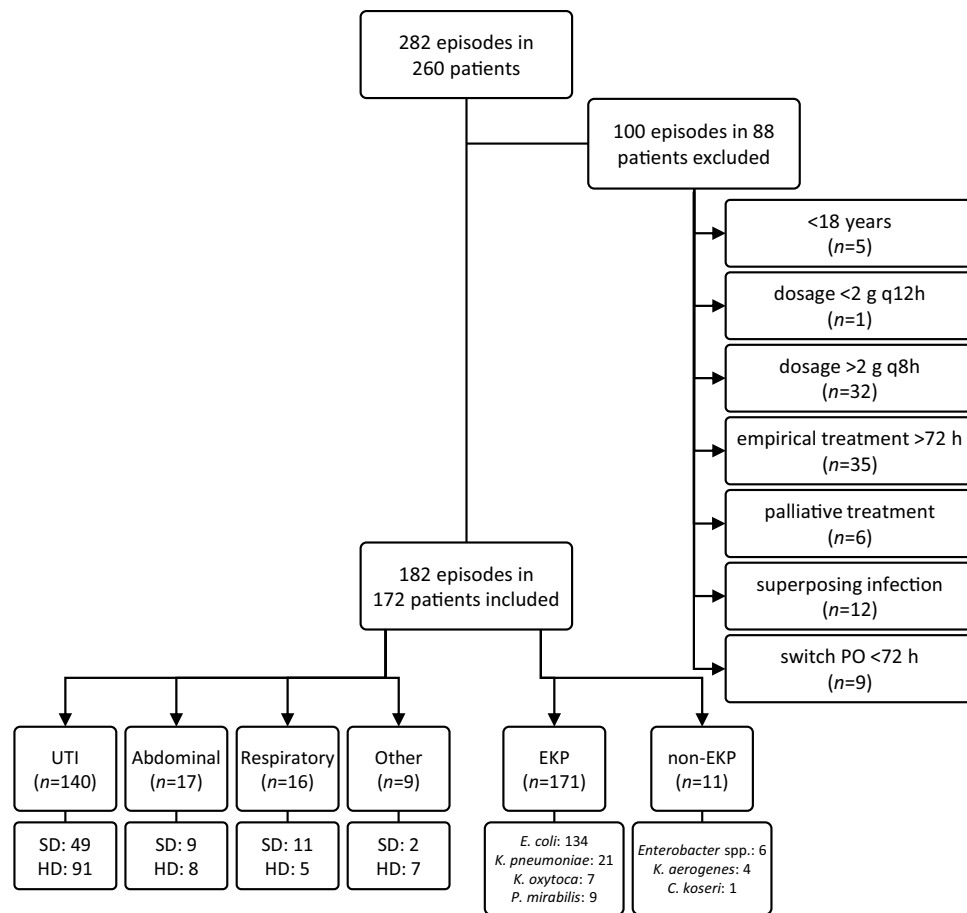 282 episodes in
260 patients
100 episodes in 88
patients excluded
<18 years
(n=5)
dosage <2 g q12h
(n=1)
dosage >2 g q8h
(n=32)
empirical treatment >72 h
(n=35)
palliative treatment
(n=6)
superposing infection
(n=12)
switch PO <72 h
(n=9)
182 episodes in
172 patients included
UTI
(n=140)
Abdominal
(n=17)
Respiratory
(n=16)
Other
(n=9)
EKP
(n=171)
non-EKP
(n=11)
SD: 49
HD: 91
SD: 9
HD: 8
SD: 11
HD: 5
SD: 2
HD: 7
E. coli: 134
K. pneumoniae: 21
K. oxytoca: 7
P. mirabilis: 9
Enterobacter spp.: 6
K. aerogenes: 4
C. koseri: 1